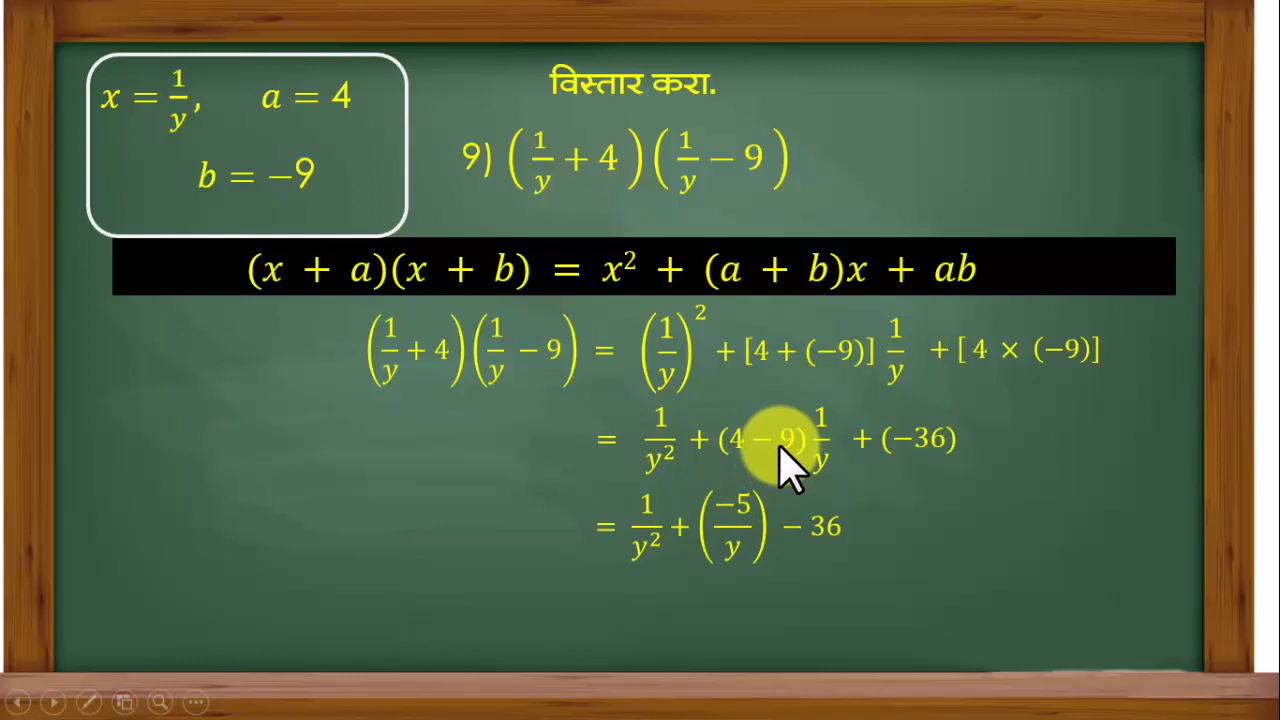 x = 1/y, a = 4
b = −9
विस्तार करा.
9) (1/y + 4)(1/y − 9)
(x + a)(x + b) = x² + (a + b)x + ab
(1/y + 4)(1/y − 9) = (1/y)² + [4 + (−9)] 1/y + [ 4 × (−9)]
= 1/y² + (4 − 9) 1/y + (−36)
= 1/y² + (−5/y) − 36